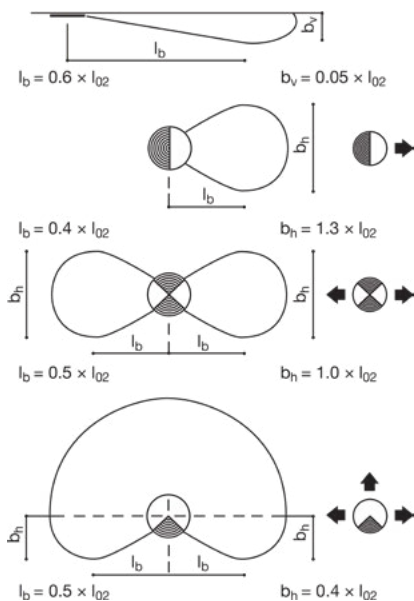 b_v
l_b
l_b = 0.6 × l_02 b_v = 0.05 × l_02
b_h
l_b
l_b = 0.4 × l_02 b_h = 1.3 × l_02
b_h b_h
l_b l_b
l_b = 0.5 × l_02 b_h = 1.0 × l_02
b_h b_h
l_b l_b
l_b = 0.5 × l_02 b_h = 0.4 × l_02